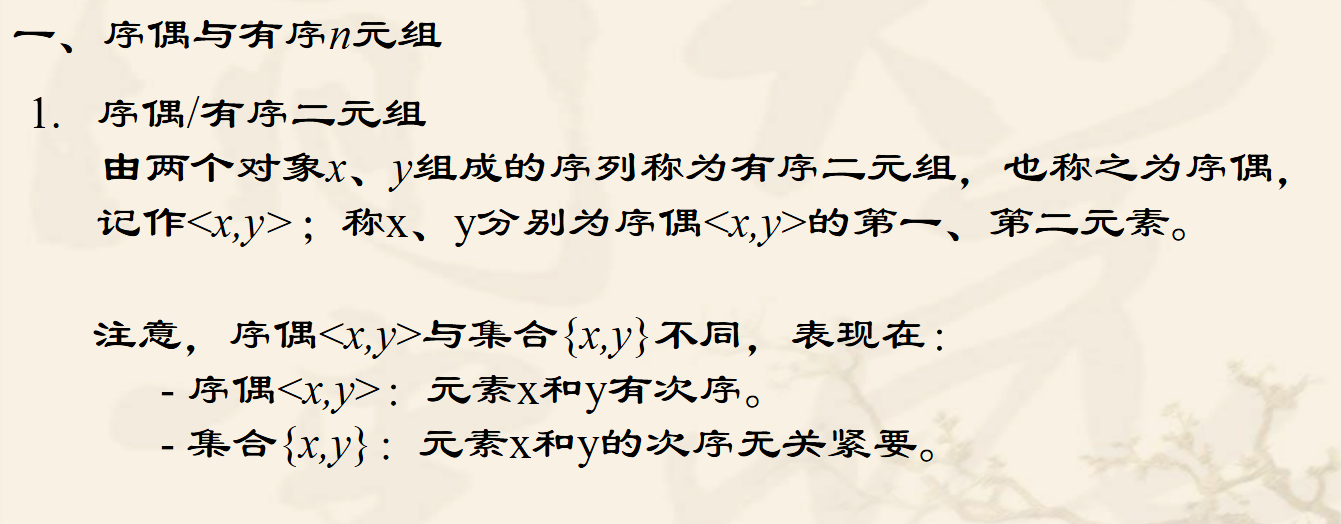 一、序偶与有序n元组
1. 序偶/有序二元组
由两个对象x、y组成的序列称为有序二元组，也称之为序偶，
记作<x,y>；称x、y分别为序偶<x,y>的第一、第二元素。
注意，序偶<x,y>与集合{x,y}不同，表现在：
- 序偶<x,y>：元素x和y有次序。
- 集合{x,y}：元素x和y的次序无关紧要。